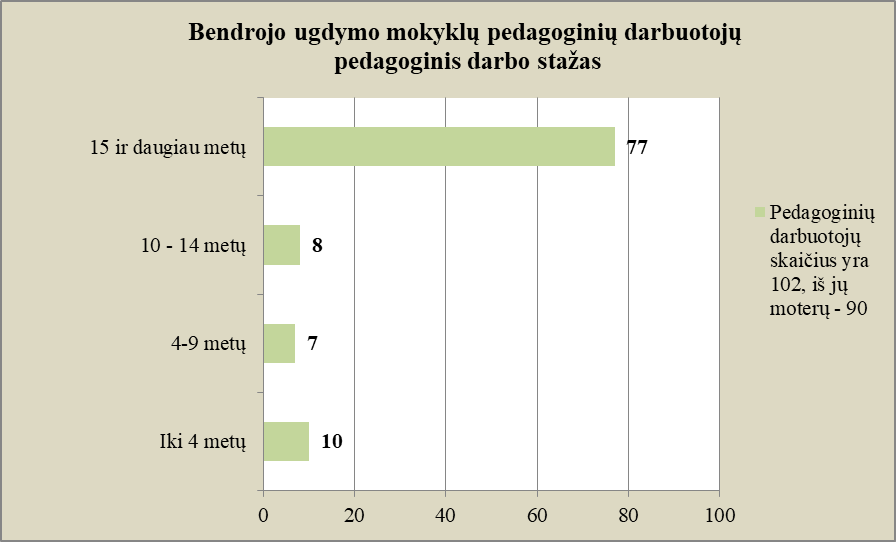 Bendrojo ugdymo mokyklų pedagoginių darbuotojų
pedagoginis darbo stažas
15 ir daugiau metų
77
10 - 14 metų
8
4-9 metų
7
Iki 4 metų
10
0
20
40
60
80
100
Pedagoginių
darbuotojų
skaičius yra
102, iš jų
moterų - 90